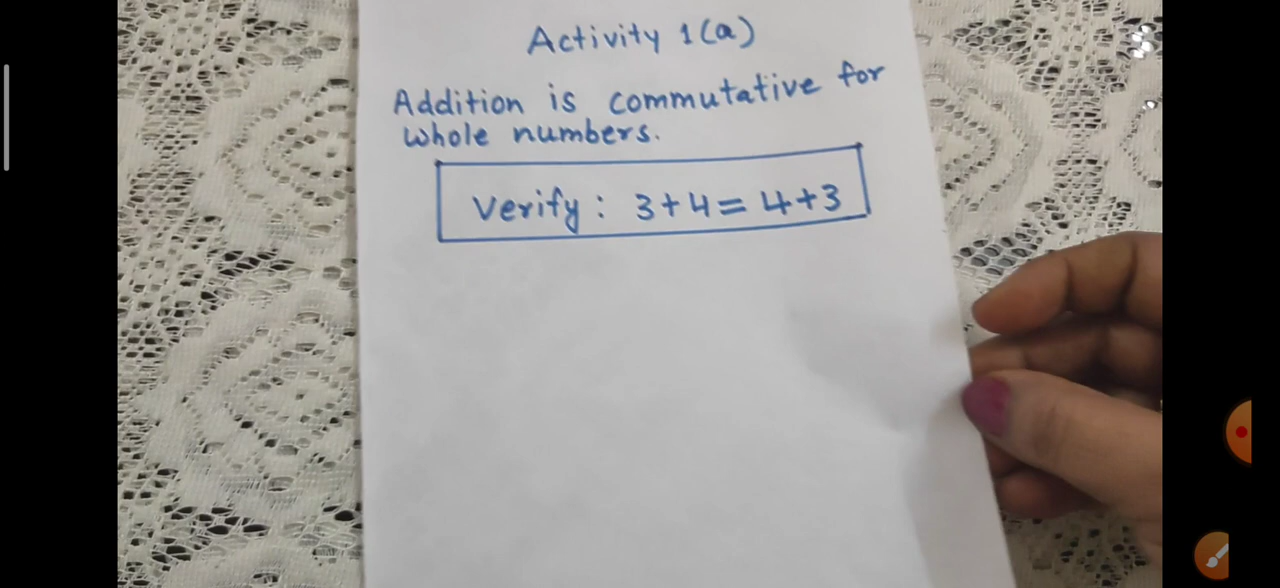 Activity 1(a)
Addition is commutative for
whole numbers.
Verify : 3+4 = 4+3